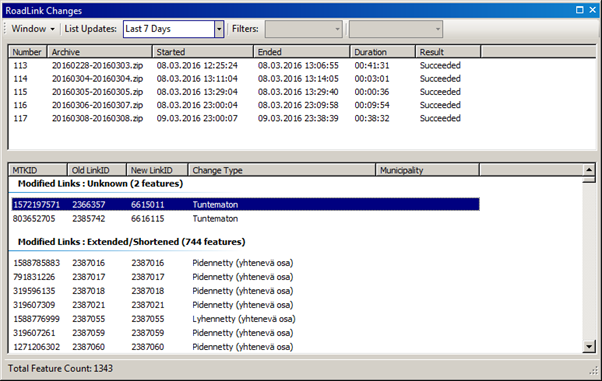 RoadLink Changes
Window List Updates: Last 7 Days Filters:
Number Archive Started Ended Duration Result
113 20160228-20160303.zip 08.03.2016 12:25:24 08.03.2016 13:06:55 00:41:31 Succeeded
114 20160304-20160304.zip 08.03.2016 13:11:04 08.03.2016 13:14:05 00:03:01 Succeeded
115 20160305-20160305.zip 08.03.2016 13:29:04 08.03.2016 13:29:40 00:00:36 Succeeded
116 20160306-20160307.zip 08.03.2016 23:00:04 08.03.2016 23:09:58 00:09:54 Succeeded
117 20160308-20160308.zip 09.03.2016 23:00:07 09.03.2016 23:38:39 00:38:32 Succeeded
MTKID Old LinkID New LinkID Change Type Municipality
Modified Links : Unknown (2 features)
1572197571 2366357 6615011 Tuntematon
803652705 2385742 6616115 Tuntematon
Modified Links : Extended/Shortened (744 features)
1588785883 2387016 2387016 Pidennetty (yhtenevä osa)
791831226 2387017 2387017 Pidennetty (yhtenevä osa)
319596135 2387018 2387018 Pidennetty (yhtenevä osa)
319607309 2387021 2387021 Pidennetty (yhtenevä osa)
1588776999 2387055 2387055 Lyhennetty (yhtenevä osa)
319607261 2387059 2387059 Pidennetty (yhtenevä osa)
1271206302 2387060 2387060 Pidennetty (yhtenevä osa)
Total Feature Count: 1343